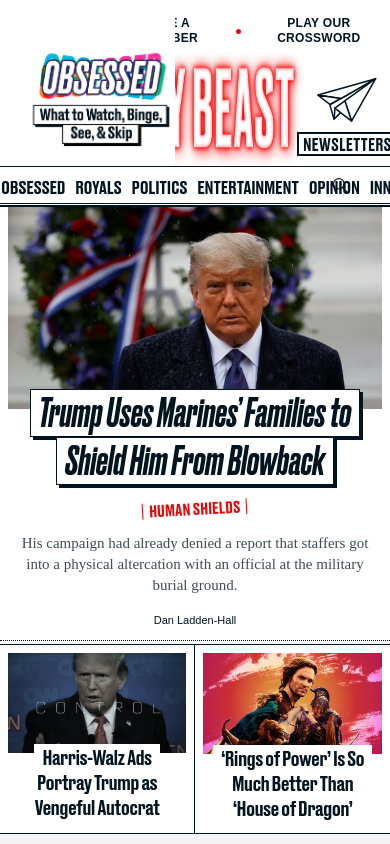 E A
BER
PLAY OUR
CROSSWORD
OBSESSED
What to Watch, Binge,
See, & Skip
Y BEAST
NEWSLETTERS
OBSESSED ROYALS POLITICS ENTERTAINMENT OPINION INN
Trump Uses Marines’ Families to
Shield Him From Blowback
HUMAN SHIELDS
His campaign had already denied a report that staffers got
into a physical altercation with an official at the military
burial ground.
Dan Ladden-Hall
CONTROL
Harris-Walz Ads
Portray Trump as
Vengeful Autocrat
‘Rings of Power’ Is So
Much Better Than
‘House of Dragon’